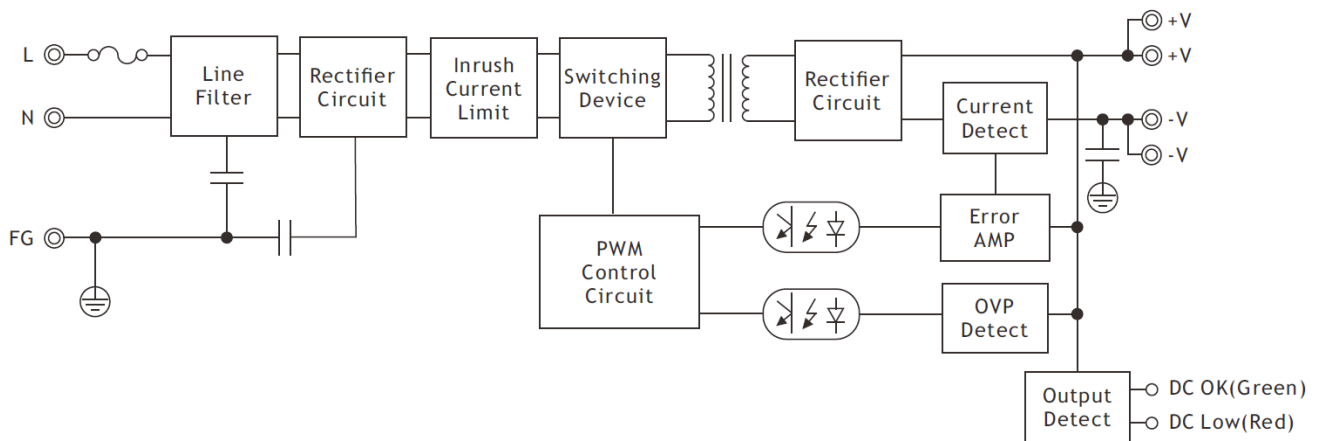 +V
L
Line
Filter
Rectifier
Circuit
Inrush
Current
Limit
Switching
Device
Rectifier
Circuit
+V
Current
Detect
N
-V
-V
FG
PWM
Control
Circuit
Error
AMP
OVP
Detect
Output
Detect
DC OK(Green)
DC Low(Red)